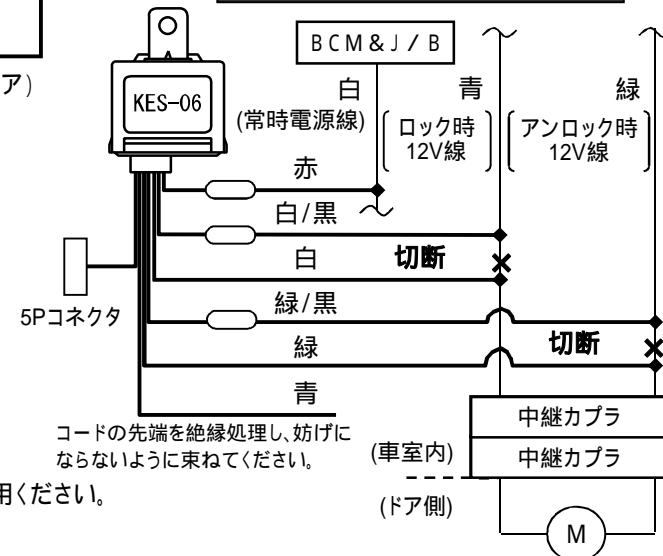 ア)
BCM&J/B
KES-06
白
(常時電源線)
青
ロック時
12V線
緑
アンロック時
12V線
赤
白/黒
白
切断
緑/黒
切断
緑
青
5Pコネクタ
コードの先端を絶縁処理し、妨げに
ならないように束ねてください。
用ください。
中継カプラ
(車室内)
中継カプラ
(ドア側)
M